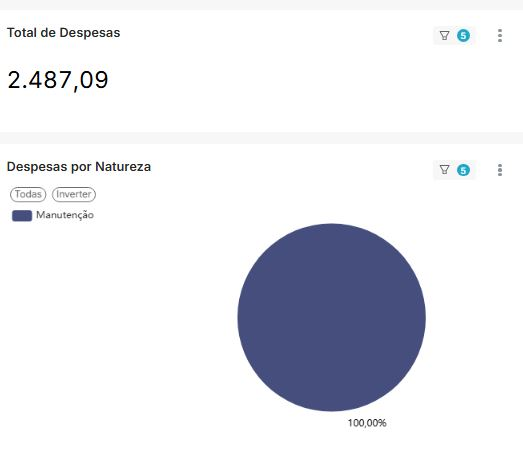 Total de Despesas
5
2.487,09
Despesas por Natureza
5
Todas Inverter
Manutenção
100,00%